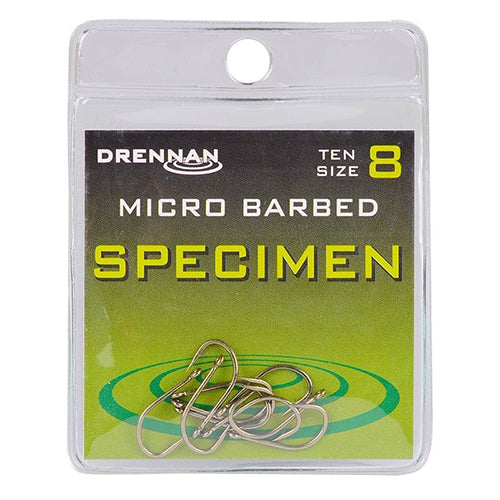 DRENNAN
TEN
SIZE 8
MICRO BARBED
SPECIMEN